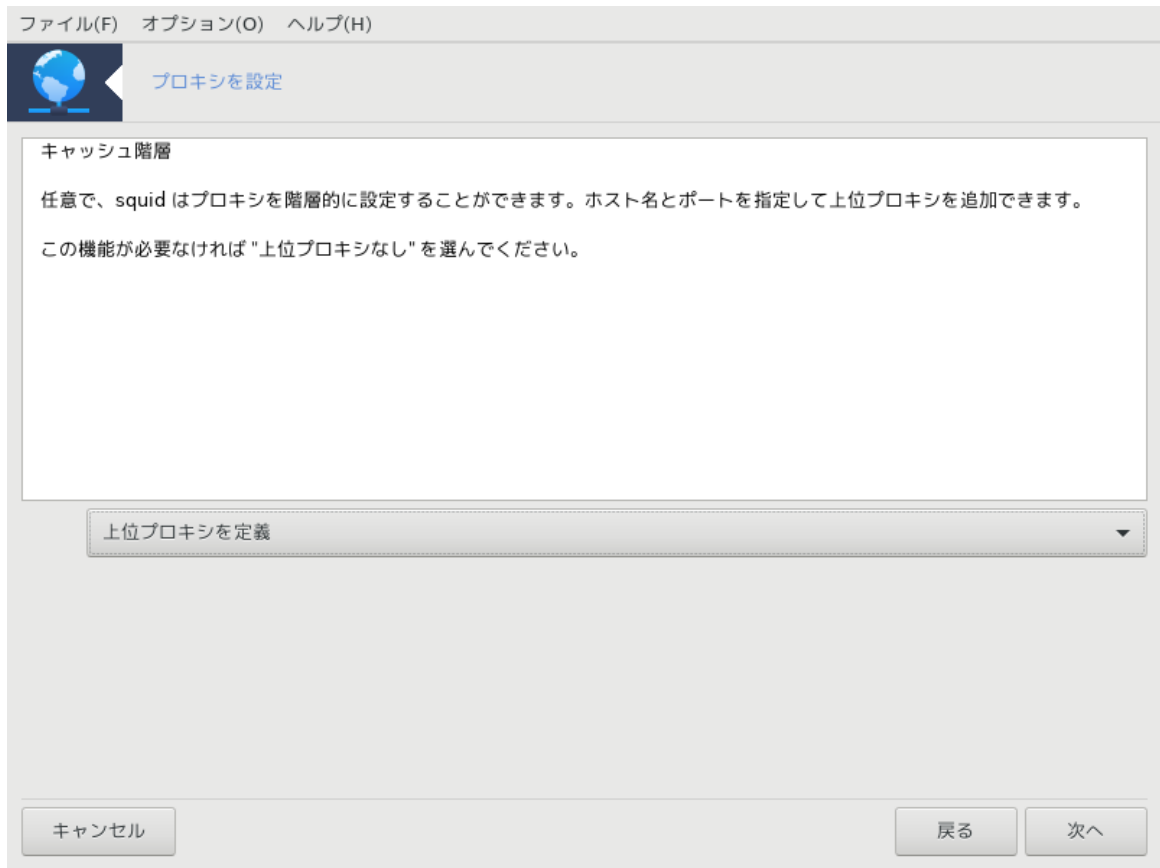 ファイル(F) オプション(O) ヘルプ(H)
プロキシを設定
キャッシュ階層
任意で、squid はプロキシを階層的に設定することができます。ホスト名とポートを指定して上位プロキシを追加できます。
この機能が必要なければ "上位プロキシなし" を選んでください。
上位プロキシを定義
キャンセル 戻る 次へ